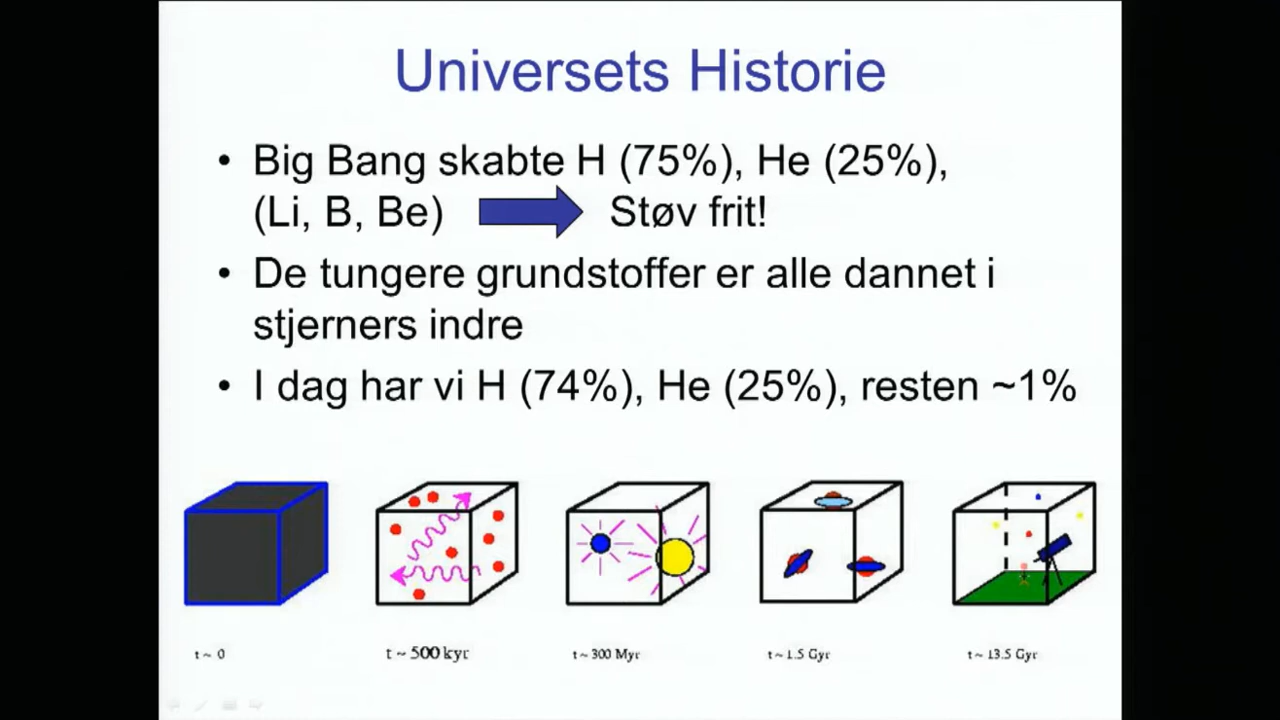 Universets Historie
• Big Bang skabte H (75%), He (25%),
(Li, B, Be) Støv frit!
• De tungere grundstoffer er alle dannet i
stjerners indre
• I dag har vi H (74%), He (25%), resten ~1%
t ~ 0 t ~ 500 kyr t ~ 300 Myr t ~ 1.5 Gyr t ~ 13.5 Gyr